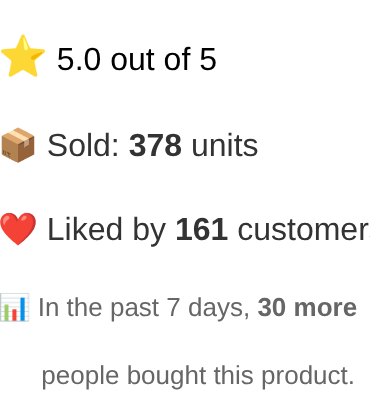 ⭐ 5.0 out of 5
📦 Sold: 378 units
❤️ Liked by 161 customer
📊 In the past 7 days, 30 more
people bought this product.